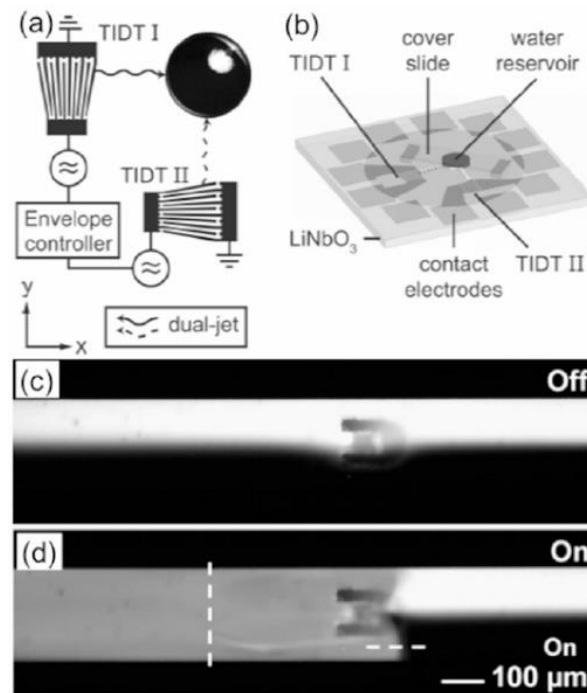 (a)
TIDT I
TIDT II
Envelope
controller
y
x
dual-jet
(b)
cover
slide
water
reservoir
TIDT I
LiNbO3
contact
electrodes
TIDT II
(c)
Off
(d)
On
On
100 μm